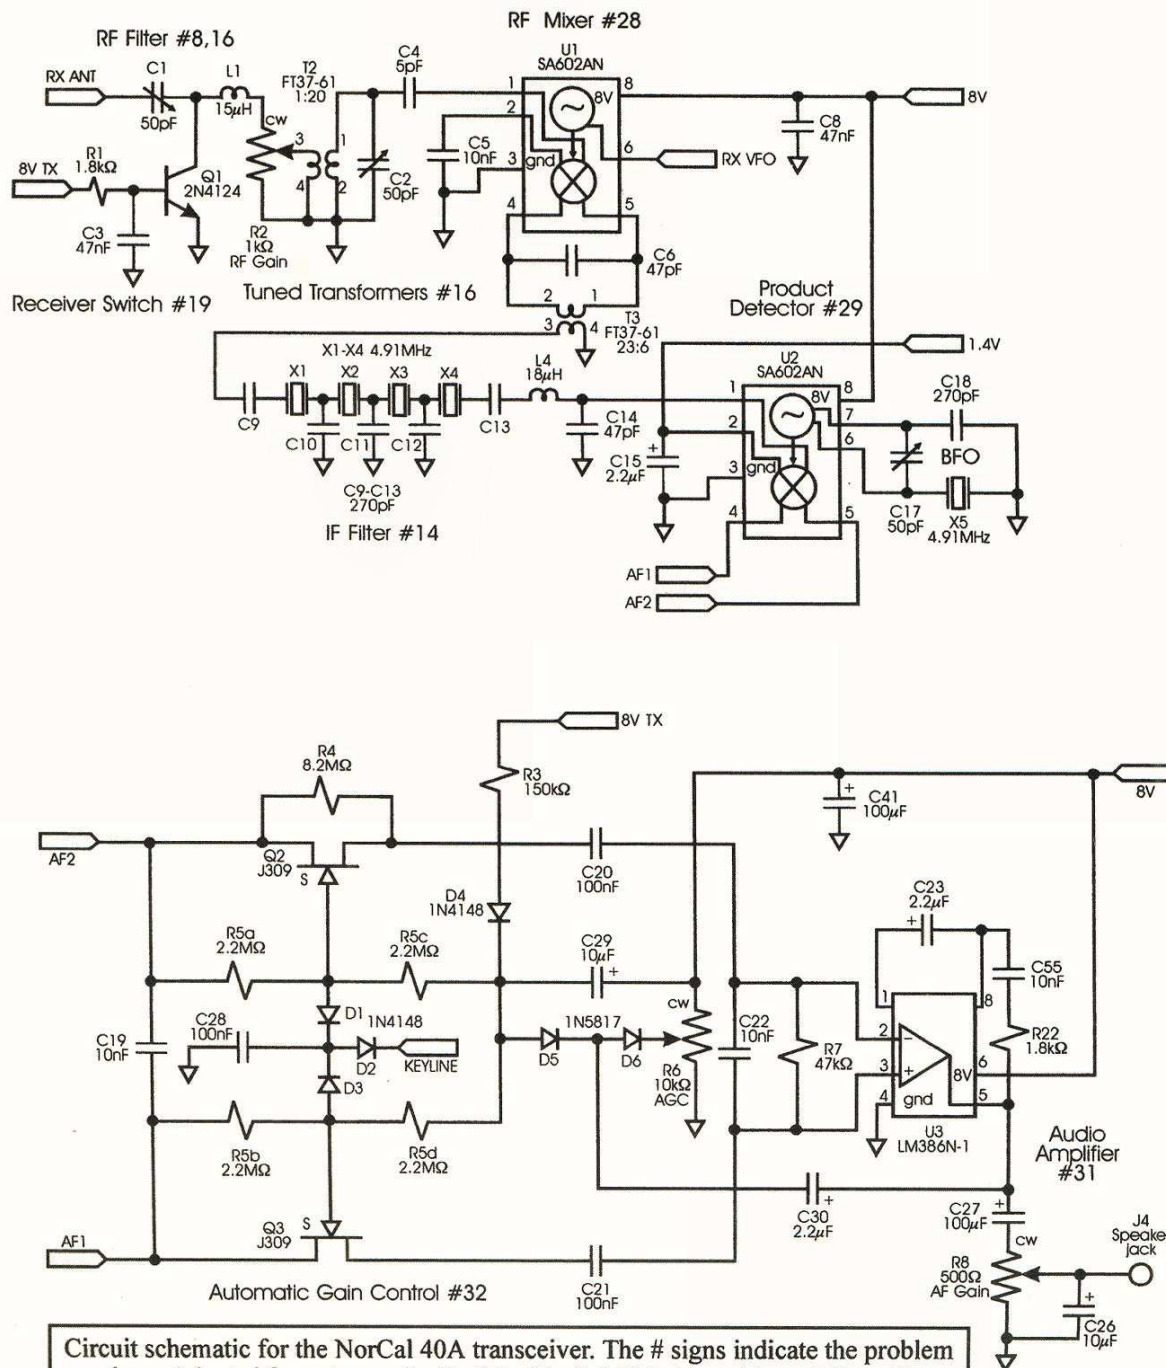 RF Mixer #28
RF Filter #8,16
RX ANT
C1
50pF
L1
15μH
T2
FT37-61
1:20
C4
5pF
U1
SA602AN
8V
gnd
1
2
3
4
5
6
8
8V
C8
47nF
RX VFO
8V TX
R1
1.8kΩ
Q1
2N4124
C3
47nF
cw
3
4
1
2
R2
1kΩ
RF Gain
C2
50pF
C5
10nF
C6
47pF
Receiver Switch #19
Tuned Transformers #16
2
1
3
4
T3
FT37-61
23:6
Product
Detector #29
1.4V
X1-X4 4.91MHz
X1
X2
X3
X4
C9
C10
C11
C12
C13
C9-C13
270pF
IF Filter #14
L4
18μH
C14
47pF
C15
2.2μF
+
U2
SA602AN
8V
gnd
1
2
3
4
5
6
7
8
C18
270pF
BFO
C17
50pF
X5
4.91MHz
AF1
AF2
8V TX
R3
150kΩ
R4
8.2MΩ
AF2
Q2
J309
S
D4
1N4148
C20
100nF
+
C41
100μF
8V
R5a
2.2MΩ
R5c
2.2MΩ
C29
10μF
+
C23
2.2μF
+
C55
10nF
R22
1.8kΩ
C19
10nF
C28
100nF
D1
1N4148
D2
KEYLINE
D3
D5
1N5817
D6
cw
R6
10kΩ
AGC
C22
10nF
R7
47kΩ
1
2
3
4
5
6
8
−
+
8V
gnd
U3
LM386N-1
R5b
2.2MΩ
R5d
2.2MΩ
Audio
Amplifier
#31
C30
2.2μF
+
C27
100μF
+
cw
R8
500Ω
AF Gain
J4
Speake
jack
C26
10μF
+
AF1
Q3
J309
S
C21
100nF
Automatic Gain Control #32
Circuit schematic for the NorCal 40A transceiver. The # signs indicate the problem